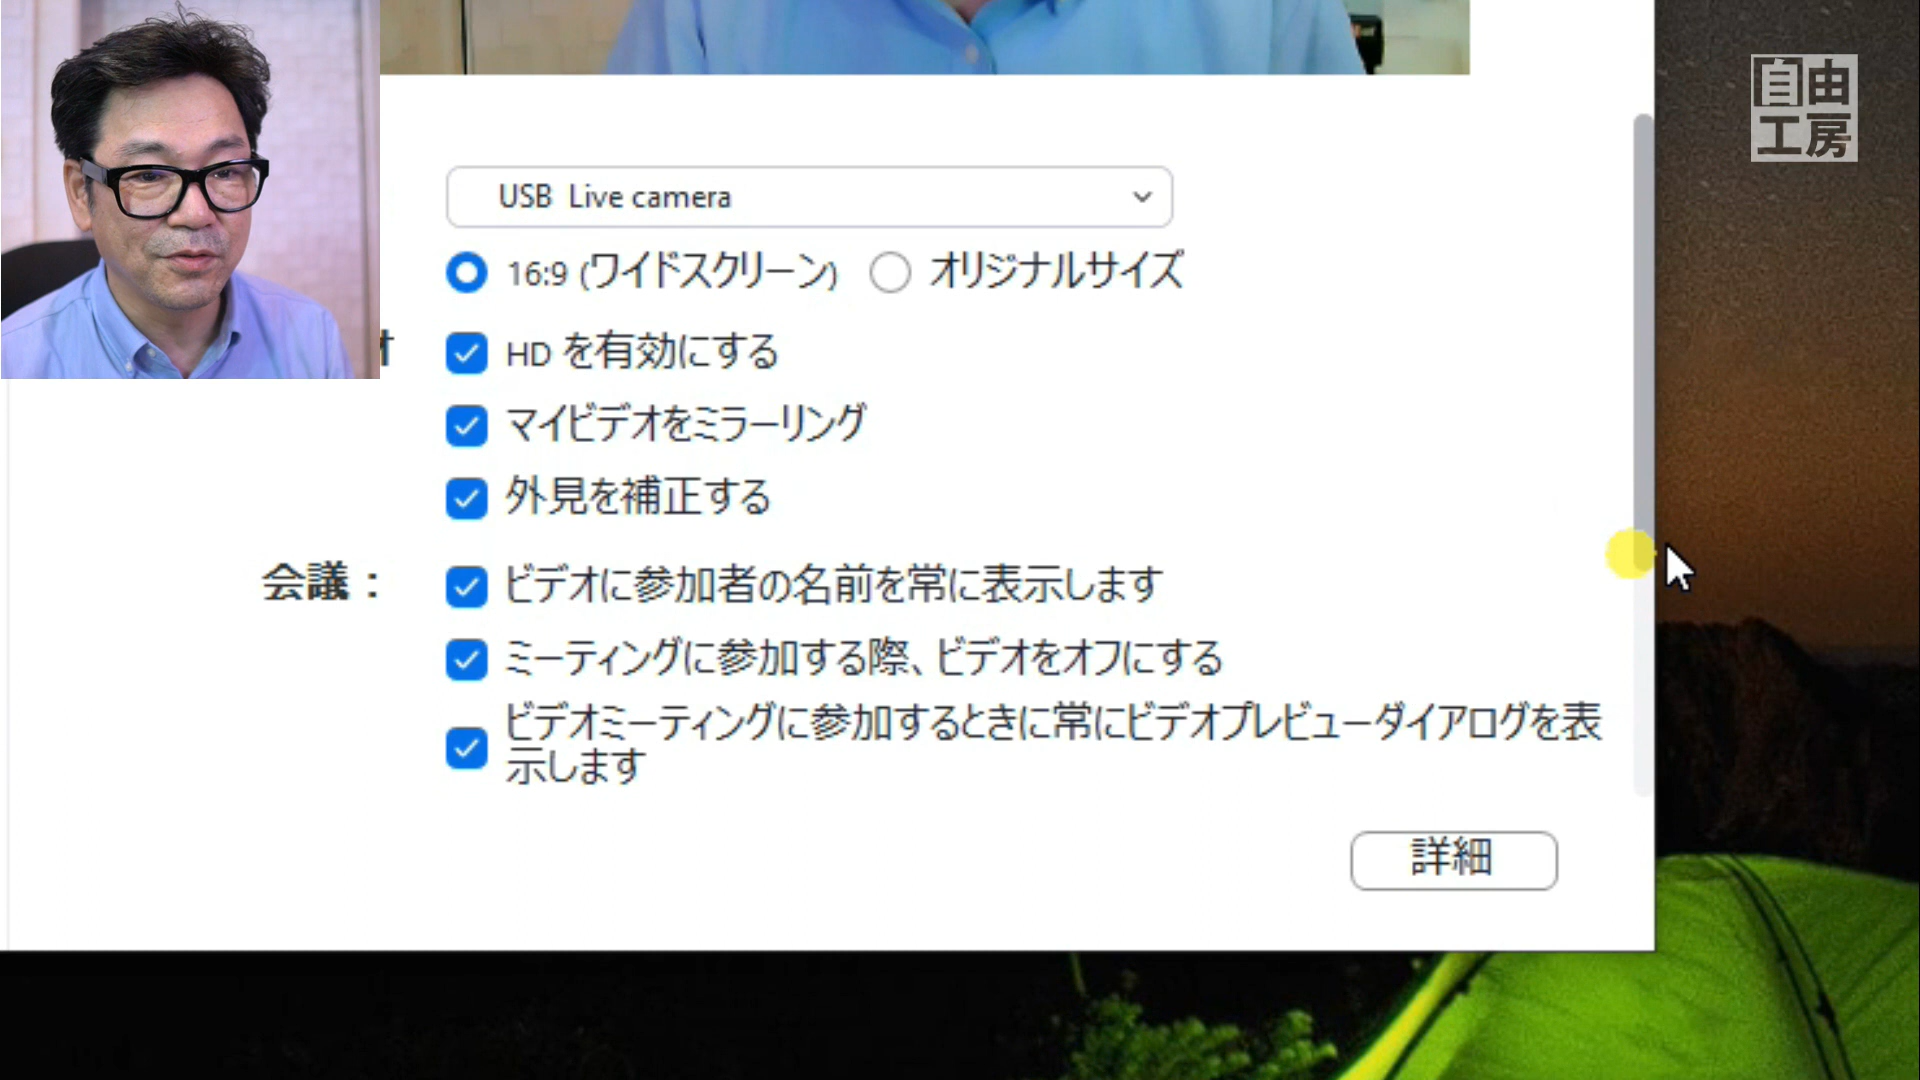 自由
工房
USB Live camera
16:9 (ワイドスクリーン) オリジナルサイズ
HD を有効にする
マイビデオをミラーリング
外見を補正する
会議： ビデオに参加者の名前を常に表示します
ミーティングに参加する際、ビデオをオフにする
ビデオミーティングに参加するときに常にビデオプレビューダイアログを表
示します
詳細